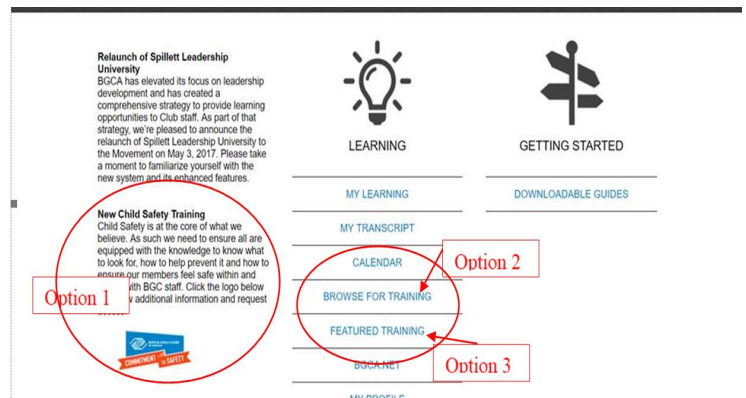 Relaunch of Spillett Leadership
University
BGCA has elevated its focus on leadership
development and has created a
comprehensive strategy to provide learning
opportunities to Club staff. As part of that
strategy, we're pleased to announce the
relaunch of Spillett Leadership University to
the Movement on May 3, 2017. Please take
a moment to familiarize yourself with the
new system and its enhanced features.
New Child Safety Training
Child Safety is at the core of what we
believe. As such we need to ensure all are
equipped with the knowledge to know what
to look for, how to help prevent it and how to
ensure our members feel safe within and
with BGC staff. Click the logo below
additional information and request
Option 1
COMMITMENT TO SAFETY
LEARNING
MY LEARNING
MY TRANSCRIPT
CALENDAR
BROWSE FOR TRAINING
FEATURED TRAINING
BGCA.NET
MY PROFILE
Option 2
Option 3
GETTING STARTED
DOWNLOADABLE GUIDES